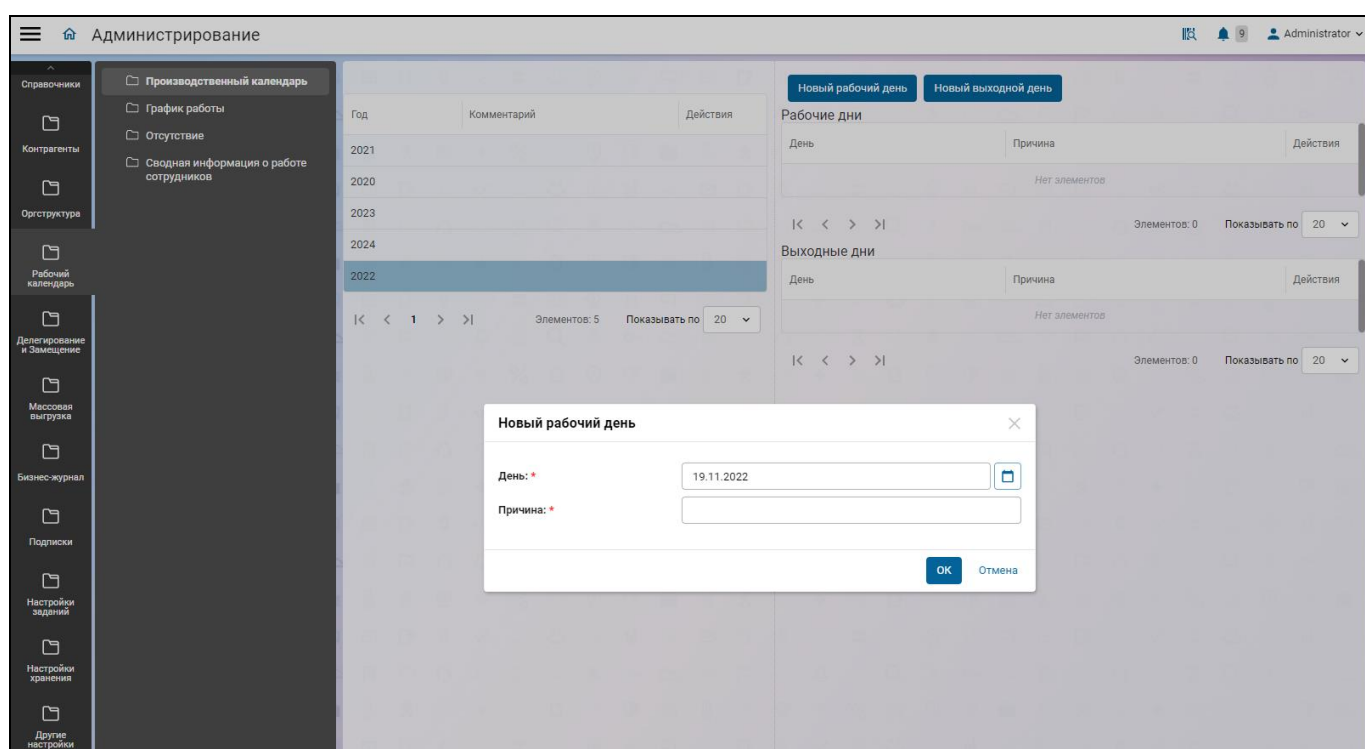 Администрирование
9
Administrator
Справочники
Контрагенты
Оргструктура
Рабочий
календарь
Делегирование
и Замещение
Массовая
выгрузка
Бизнес-журнал
Подписки
Настройки
заданий
Настройки
хранения
Другие
настройки
Производственный календарь
График работы
Отсутствие
Сводная информация о работе
сотрудников
Год Комментарий Действия
2021
2020
2023
2024
2022
1 Элементов: 5 Показывать по 20
Новый рабочий день Новый выходной день
Рабочие дни
День Причина Действия
Нет элементов
Элементов: 0 Показывать по 20
Выходные дни
День Причина Действия
Нет элементов
Элементов: 0 Показывать по 20
Новый рабочий день
День: * 19.11.2022
Причина: *
ОК Отмена